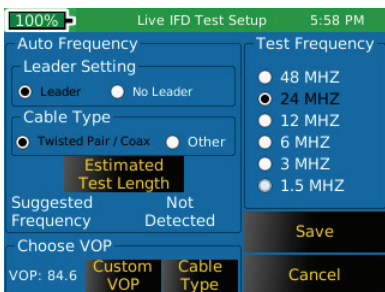 100% Live IFD Test Setup 5:58 PM
Auto Frequency
Leader Setting
Leader No Leader
Cable Type
Twisted Pair / Coax Other
Estimated
Test Length
Suggested Not
Frequency Detected
Choose VOP
VOP: 84.6 Custom VOP Cable Type
Test Frequency
48 MHZ
24 MHZ
12 MHZ
6 MHZ
3 MHZ
1.5 MHZ
Save
Cancel